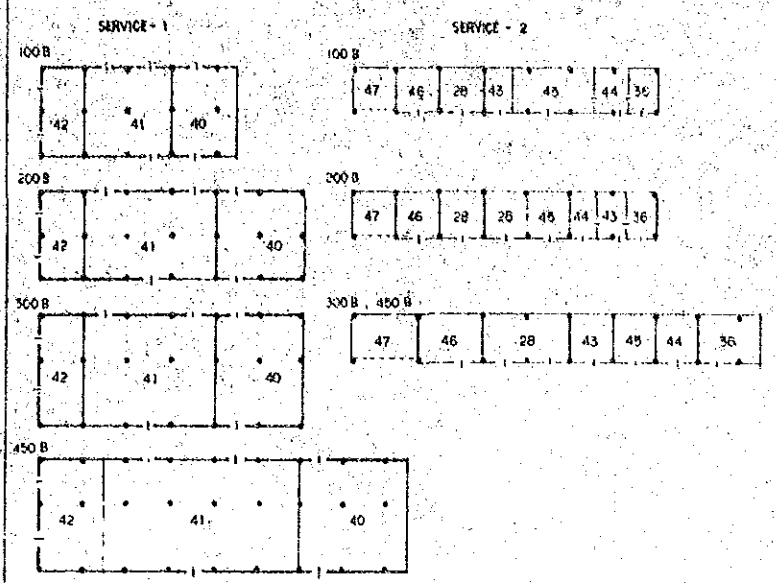 SERVICE - 1
100 B
42 41 40
200 B
42 41 40
300 B
42 41 40
450 B
42 41 40
SERVICE - 2
100 B
47 46 28 43 45 44 36
200 B
47 46 28 28 45 44 43 36
300 B , 450 B
47 46 28 43 45 44 36